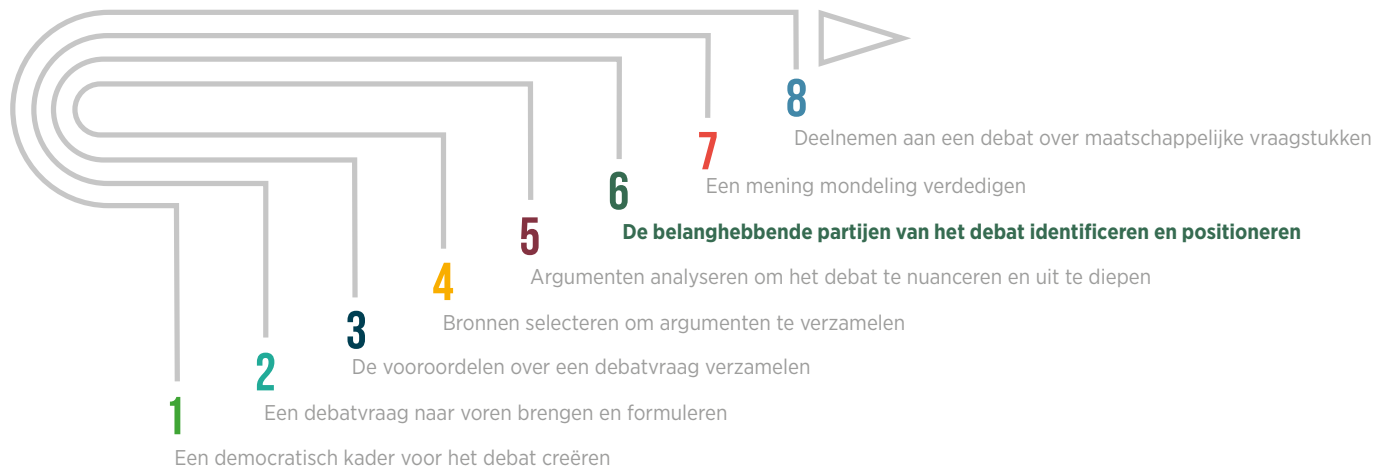 8
Deelnemen aan een debat over maatschappelijke vraagstukken
7
Een mening mondeling verdedigen
6
De belanghebbende partijen van het debat identificeren en positioneren
5
Argumenten analyseren om het debat te nuanceren en uit te diepen
4
Bronnen selecteren om argumenten te verzamelen
3
De vooroordelen over een debatvraag verzamelen
2
Een debatvraag naar voren brengen en formuleren
1
Een democratisch kader voor het debat creëren